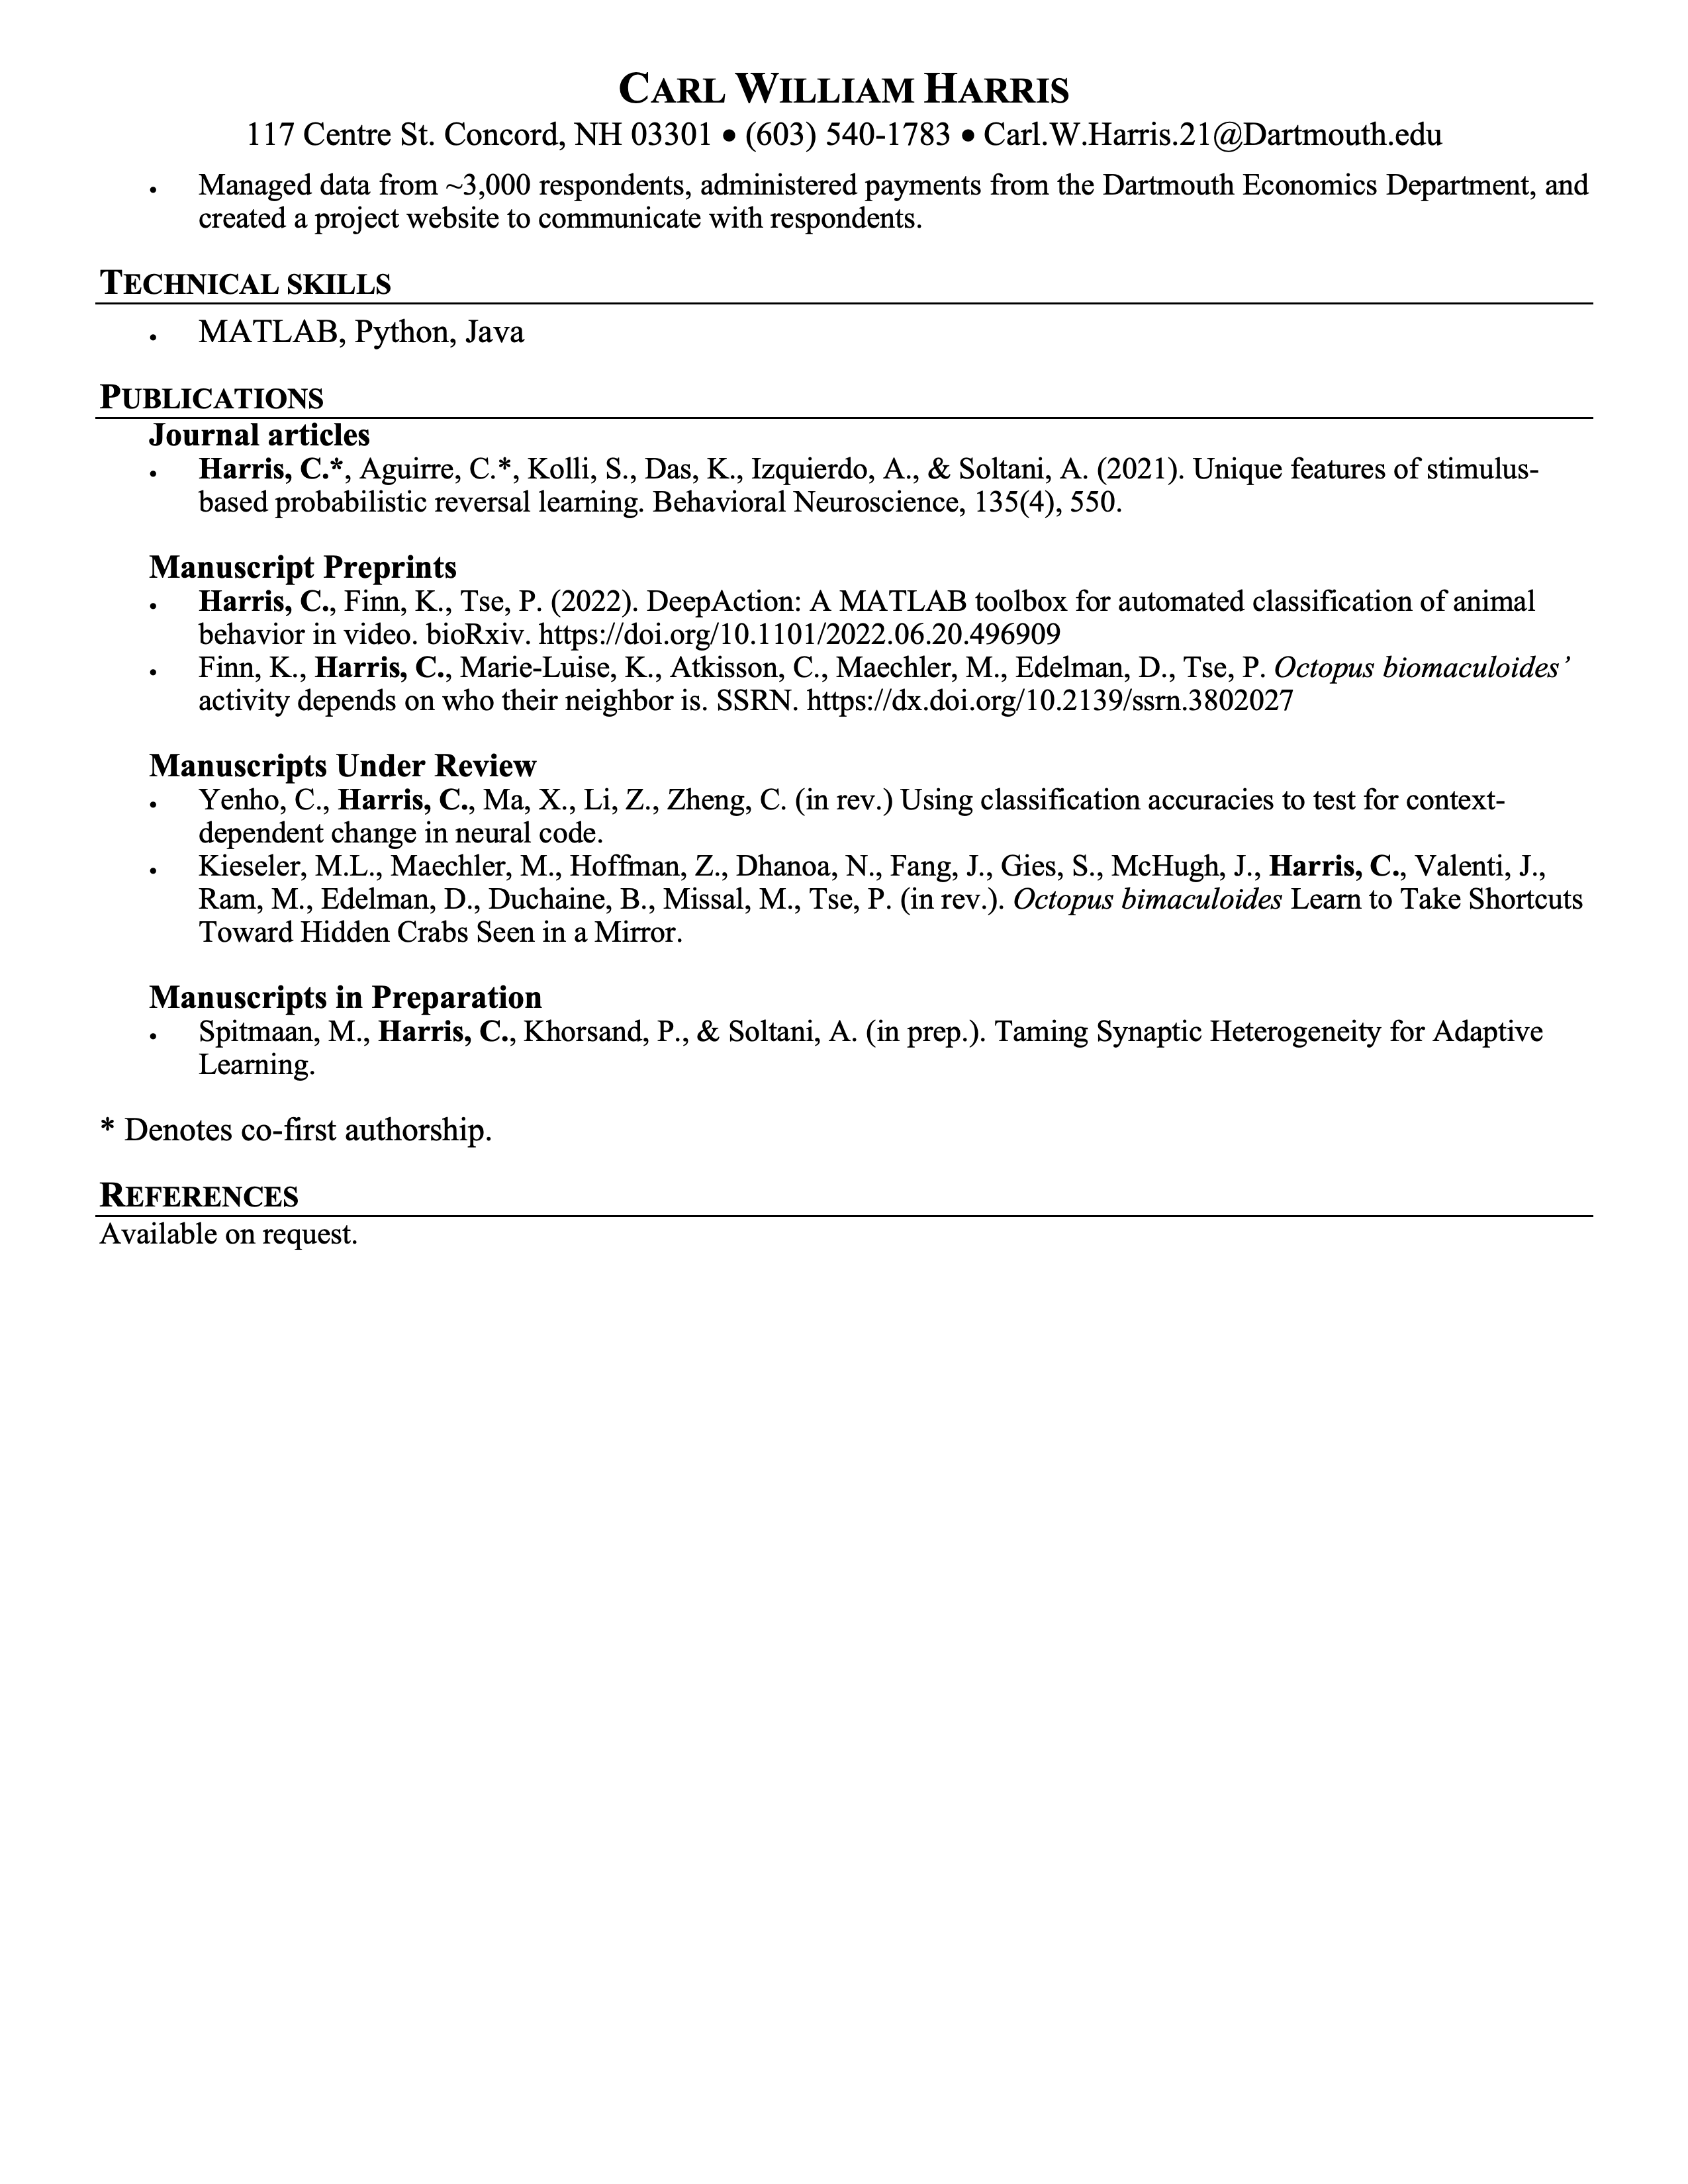 CARL WILLIAM HARRIS
117 Centre St. Concord, NH 03301 • (603) 540-1783 • Carl.W.Harris.21@Dartmouth.edu
• Managed data from ~3,000 respondents, administered payments from the Dartmouth Economics Department, and
created a project website to communicate with respondents.
TECHNICAL SKILLS
• MATLAB, Python, Java
PUBLICATIONS
Journal articles
• Harris, C.*, Aguirre, C.*, Kolli, S., Das, K., Izquierdo, A., & Soltani, A. (2021). Unique features of stimulus-
based probabilistic reversal learning. Behavioral Neuroscience, 135(4), 550.
Manuscript Preprints
• Harris, C., Finn, K., Tse, P. (2022). DeepAction: A MATLAB toolbox for automated classification of animal
behavior in video. bioRxiv. https://doi.org/10.1101/2022.06.20.496909
• Finn, K., Harris, C., Marie-Luise, K., Atkisson, C., Maechler, M., Edelman, D., Tse, P. Octopus biomaculoides’
activity depends on who their neighbor is. SSRN. https://dx.doi.org/10.2139/ssrn.3802027
Manuscripts Under Review
• Yenho, C., Harris, C., Ma, X., Li, Z., Zheng, C. (in rev.) Using classification accuracies to test for context-
dependent change in neural code.
• Kieseler, M.L., Maechler, M., Hoffman, Z., Dhanoa, N., Fang, J., Gies, S., McHugh, J., Harris, C., Valenti, J.,
Ram, M., Edelman, D., Duchaine, B., Missal, M., Tse, P. (in rev.). Octopus bimaculoides Learn to Take Shortcuts
Toward Hidden Crabs Seen in a Mirror.
Manuscripts in Preparation
• Spitmaan, M., Harris, C., Khorsand, P., & Soltani, A. (in prep.). Taming Synaptic Heterogeneity for Adaptive
Learning.
* Denotes co-first authorship.
REFERENCES
Available on request.